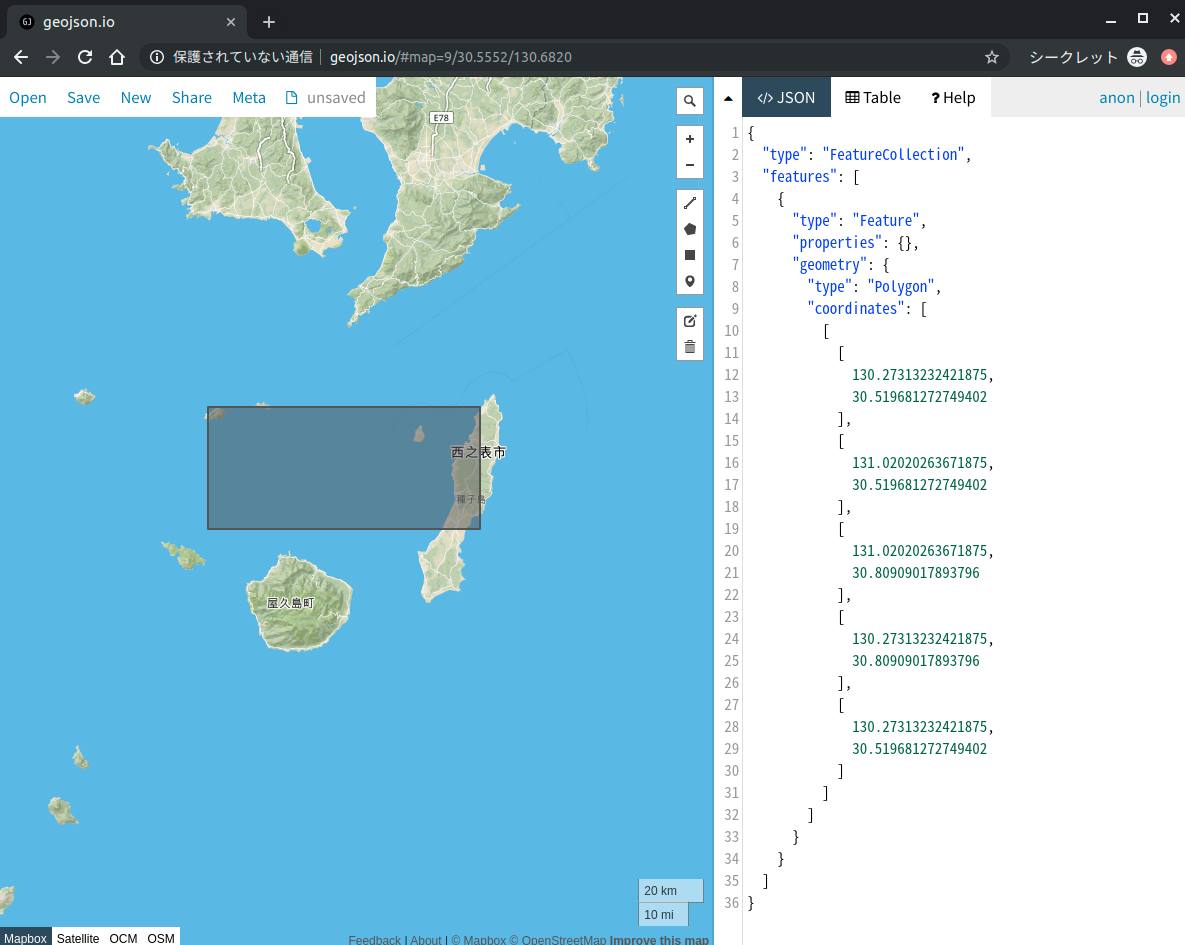 GJ geojson.io
保護されていない通信 geojson.io/#map=9/30.5552/130.6820 シークレット
Open Save New Share Meta unsaved
</> JSON Table ? Help anon | login
E78
西之表市
種子島
屋久島町
20 km
10 mi
Mapbox Satellite OCM OSM
Feedback | About | © Mapbox © OpenStreetMap Improve this map
1 {
2 "type": "FeatureCollection",
3 "features": [
4 {
5 "type": "Feature",
6 "properties": {},
7 "geometry": {
8 "type": "Polygon",
9 "coordinates": [
10 [
11 [
12 130.27313232421875,
13 30.519681272749402
14 ],
15 [
16 131.02020263671875,
17 30.519681272749402
18 ],
19 [
20 131.02020263671875,
21 30.80909017893796
22 ],
23 [
24 130.27313232421875,
25 30.80909017893796
26 ],
27 [
28 130.27313232421875,
29 30.519681272749402
30 ]
31 ]
32 ]
33 }
34 }
35 ]
36 }